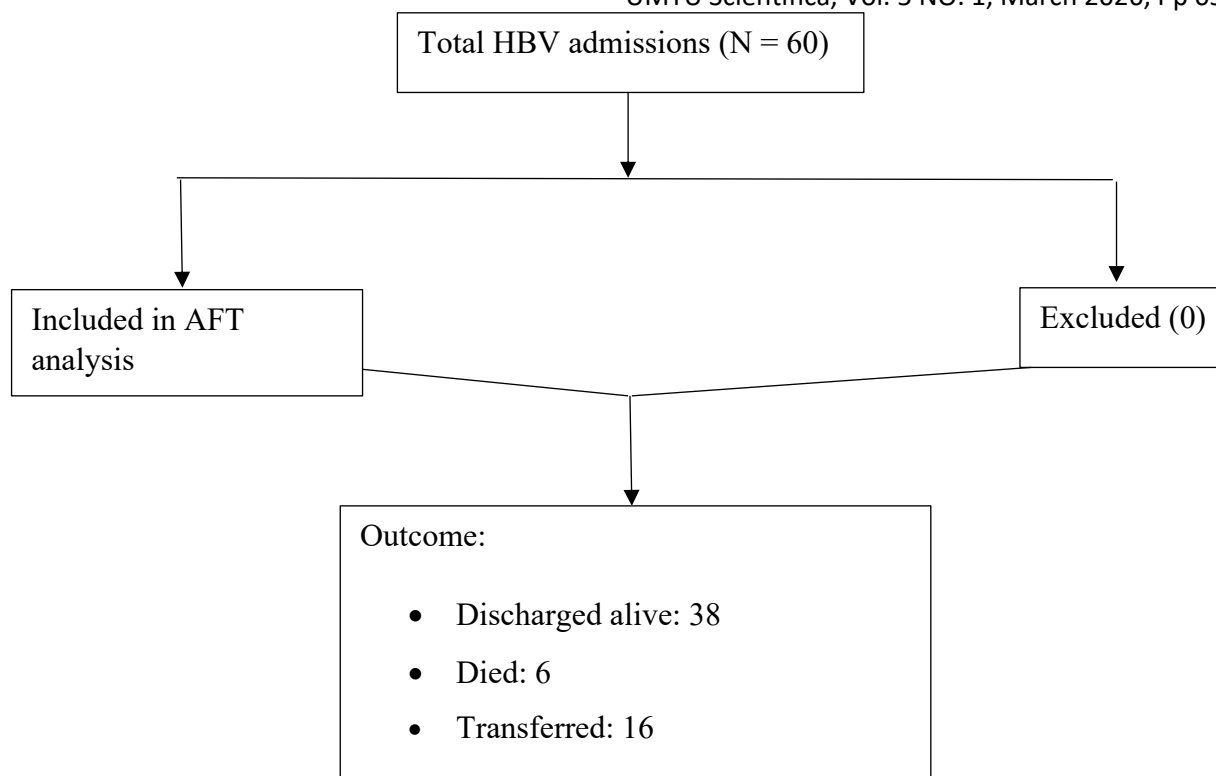 Total HBV admissions (N = 60)
Included in AFT
analysis
Excluded (0)
Outcome:
• Discharged alive: 38
• Died: 6
• Transferred: 16